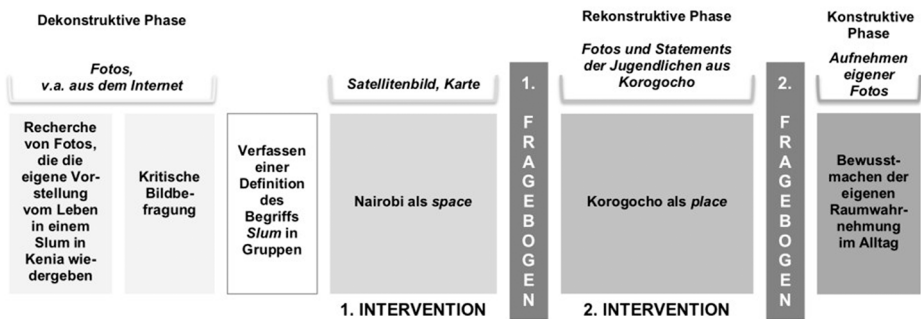 Dekonstruktive Phase
Rekonstruktive Phase
Konstruktive
Phase
Fotos,
v.a. aus dem Internet
Satellitenbild, Karte
Fotos und Statements
der Jugendlichen aus
Korogocho
Aufnehmen
eigener
Fotos
Recherche
von Fotos,
die die
eigene Vor-
stellung
vom Leben
in einem
Slum in
Kenia wie-
dergeben
Kritische
Bildbe-
fragung
Verfassen
einer
Definition
des
Begriffs
Slum in
Gruppen
Nairobi als space
1.
F
R
A
G
E
B
O
G
E
N
Korogocho als place
2.
F
R
A
G
E
B
O
G
E
N
Bewusst-
machen der
eigenen
Raumwahr-
nehmung
im Alltag
1. INTERVENTION
2. INTERVENTION